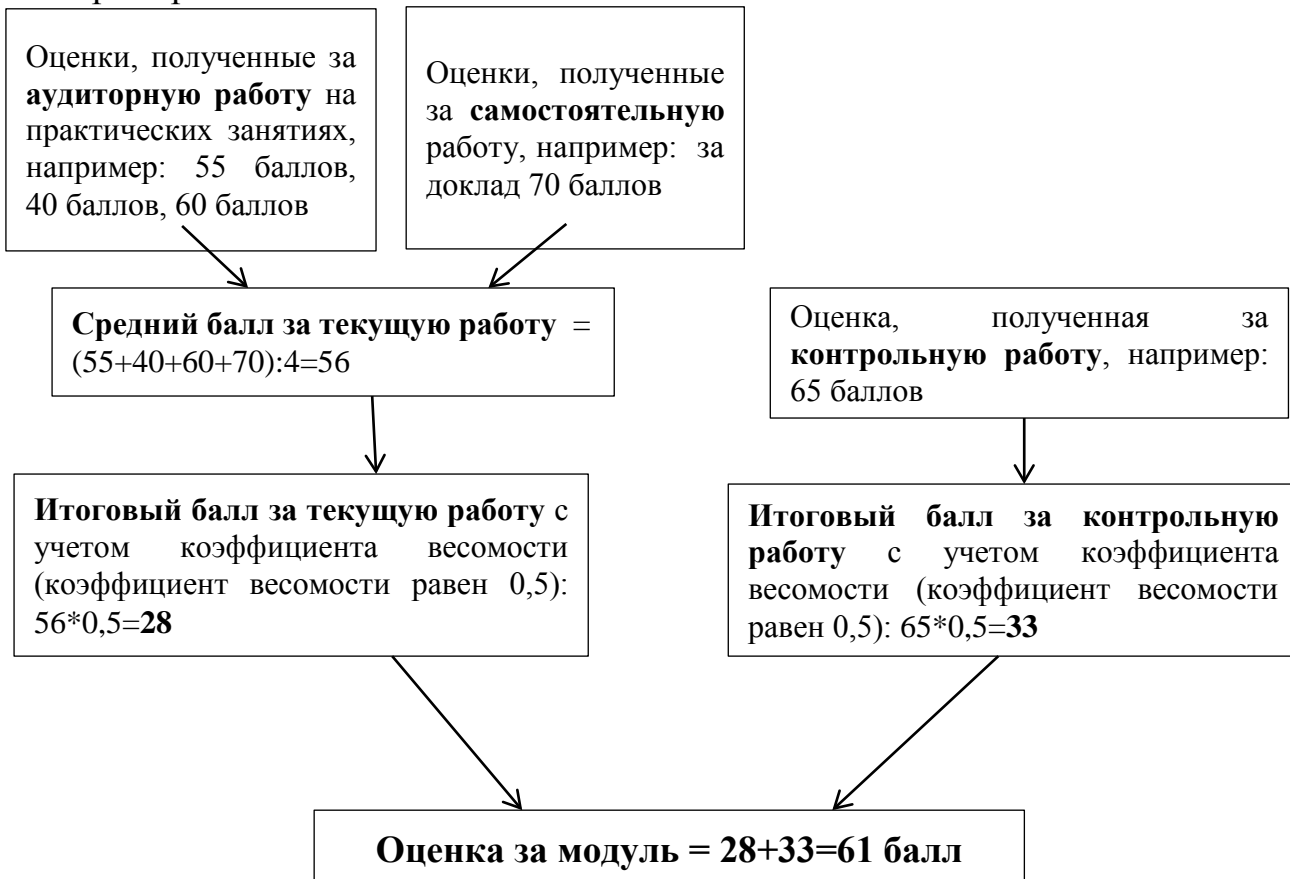 Оценки, полученные за
аудиторную работу на
практических занятиях,
например: 55 баллов,
40 баллов, 60 баллов
Оценки, полученные
за самостоятельную
работу, например: за
доклад 70 баллов
Средний балл за текущую работу =
(55+40+60+70):4=56
Оценка, полученная за
контрольную работу, например:
65 баллов
Итоговый балл за текущую работу с
учетом коэффициента весомости
(коэффициент весомости равен 0,5):
56*0,5=28
Итоговый балл за контрольную
работу с учетом коэффициента
весомости (коэффициент весомости
равен 0,5): 65*0,5=33
Оценка за модуль = 28+33=61 балл